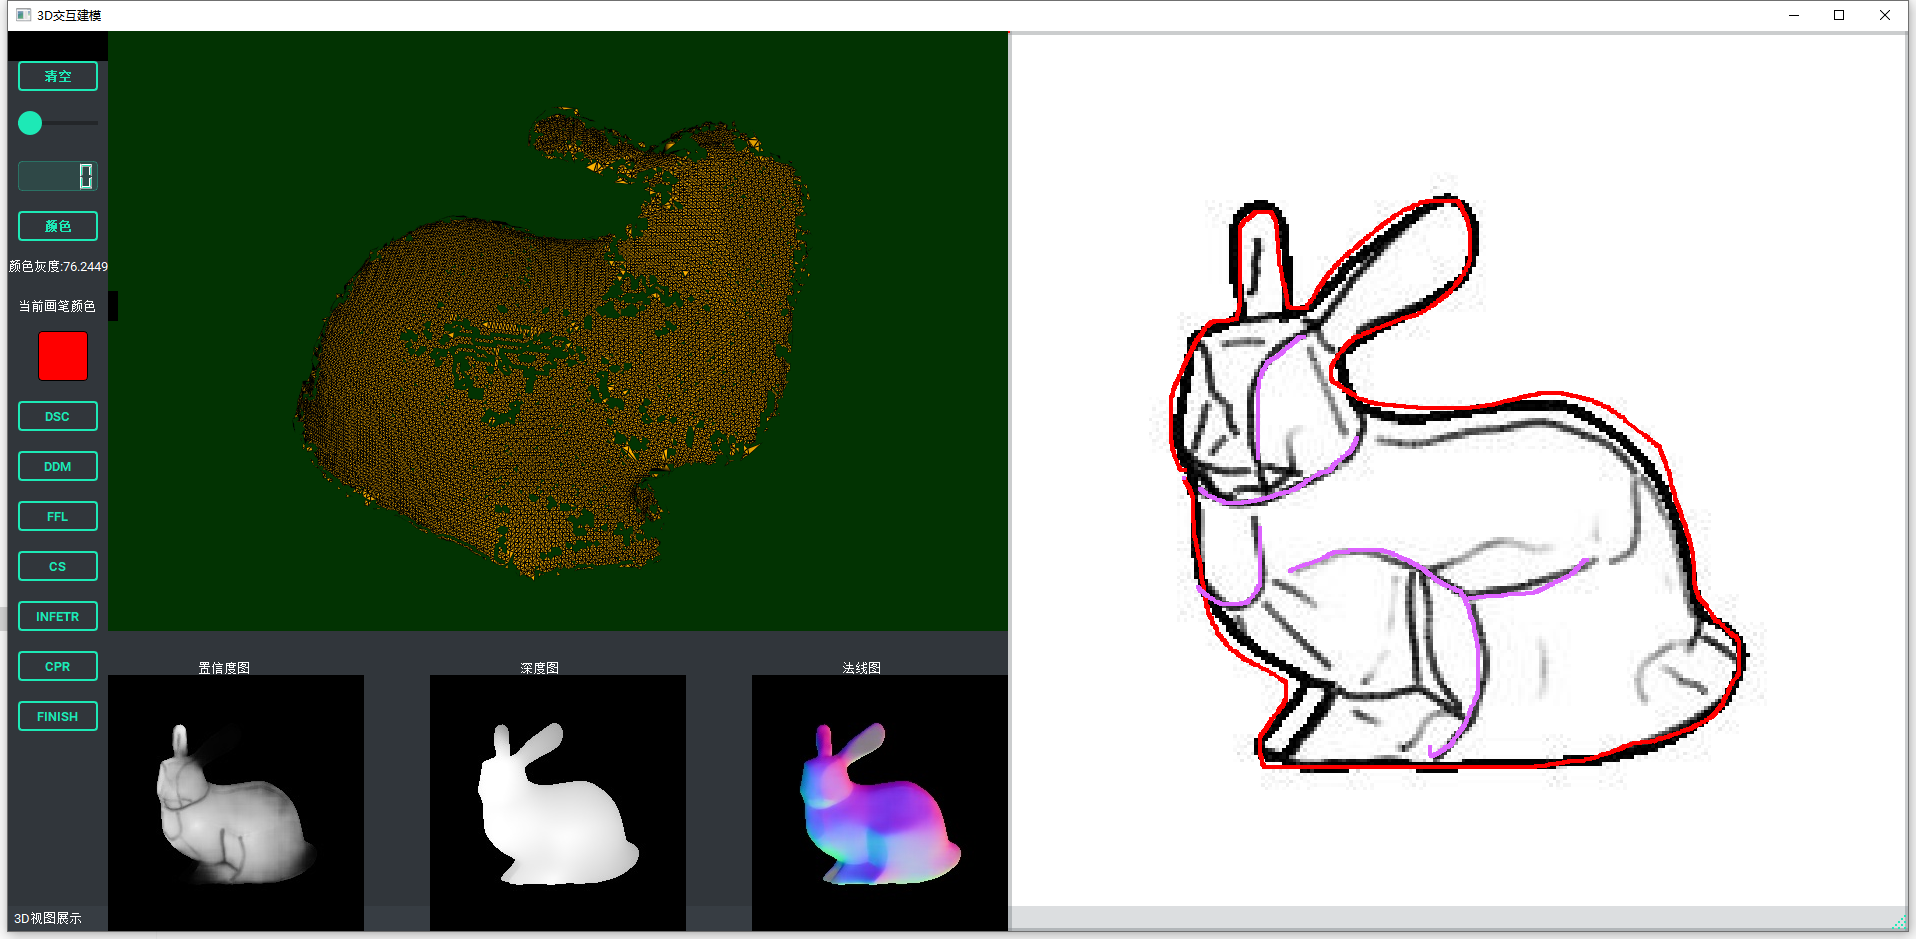 3D交互建模
清空
0
颜色
颜色灰度:76.2449
当前画笔颜色
DSC
DDM
FFL
CS
INFETR
CPR
FINISH
置信度图
深度图
法线图
3D视图展示